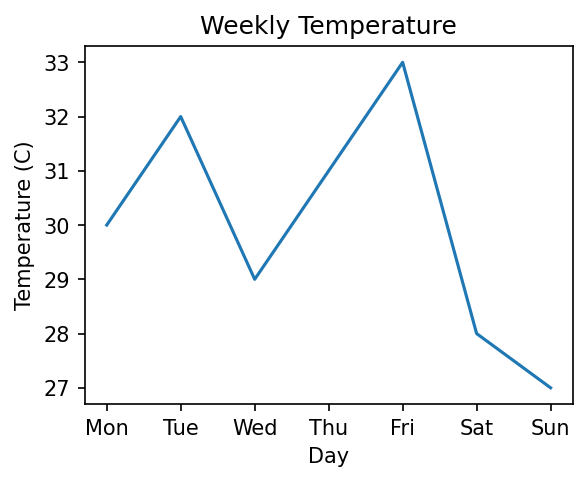 Weekly Temperature
Temperature (C)
33
32
31
30
29
28
27
Mon Tue Wed Thu Fri Sat Sun
Day